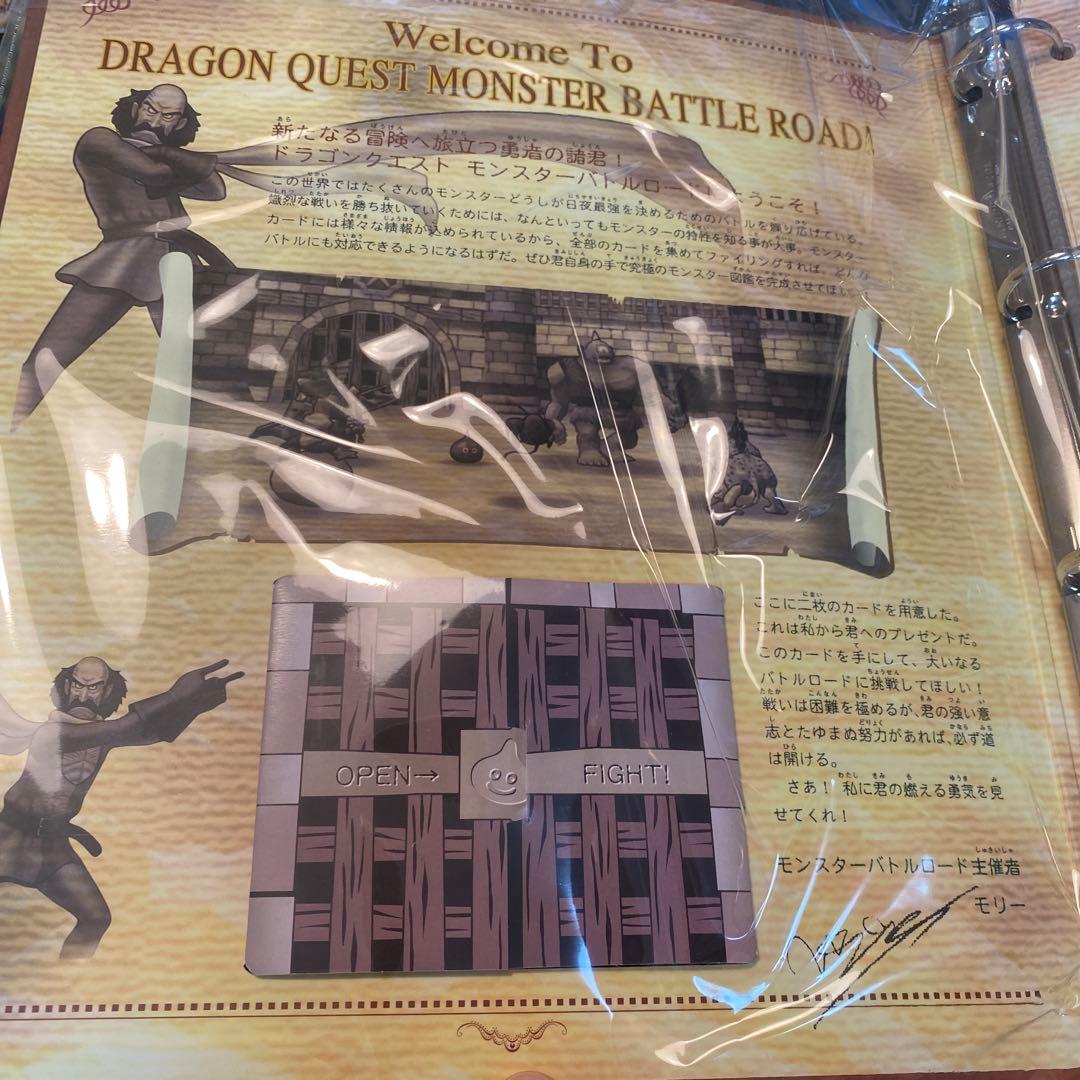 Welcome To
DRAGON QUEST MONSTER BATTLE ROAD
新たなる冒険へ旅立つ勇者の諸君！
ドラゴンクエスト モンスターバトルロードへようこそ！
この世界ではたくさんのモンスターどうしが日夜最強を決めるためのバトルを繰り広げている。
熾烈な戦いを勝ち抜いていくためには、なんといってもモンスターの特性を知る事が大事。モンスター
カードには様々な情報が込められているから、全部のカードを集めてファイリングすれば、どんな
バトルにも対応できるようになるはずだ。ぜひ君自身の手で究極のモンスター図鑑を完成させてほし
ここに二枚のカードを用意した。
これは私から君へのプレゼントだ。
このカードを手にして、大いなる
バトルロードに挑戦してほしい！
戦いは困難を極めるが、君の強い意
志とたゆまぬ努力があれば、必ず道
は開ける。
さあ！ 私に君の燃える勇気を見
せてくれ！
OPEN→
FIGHT!
モンスターバトルロード主催者
モリー